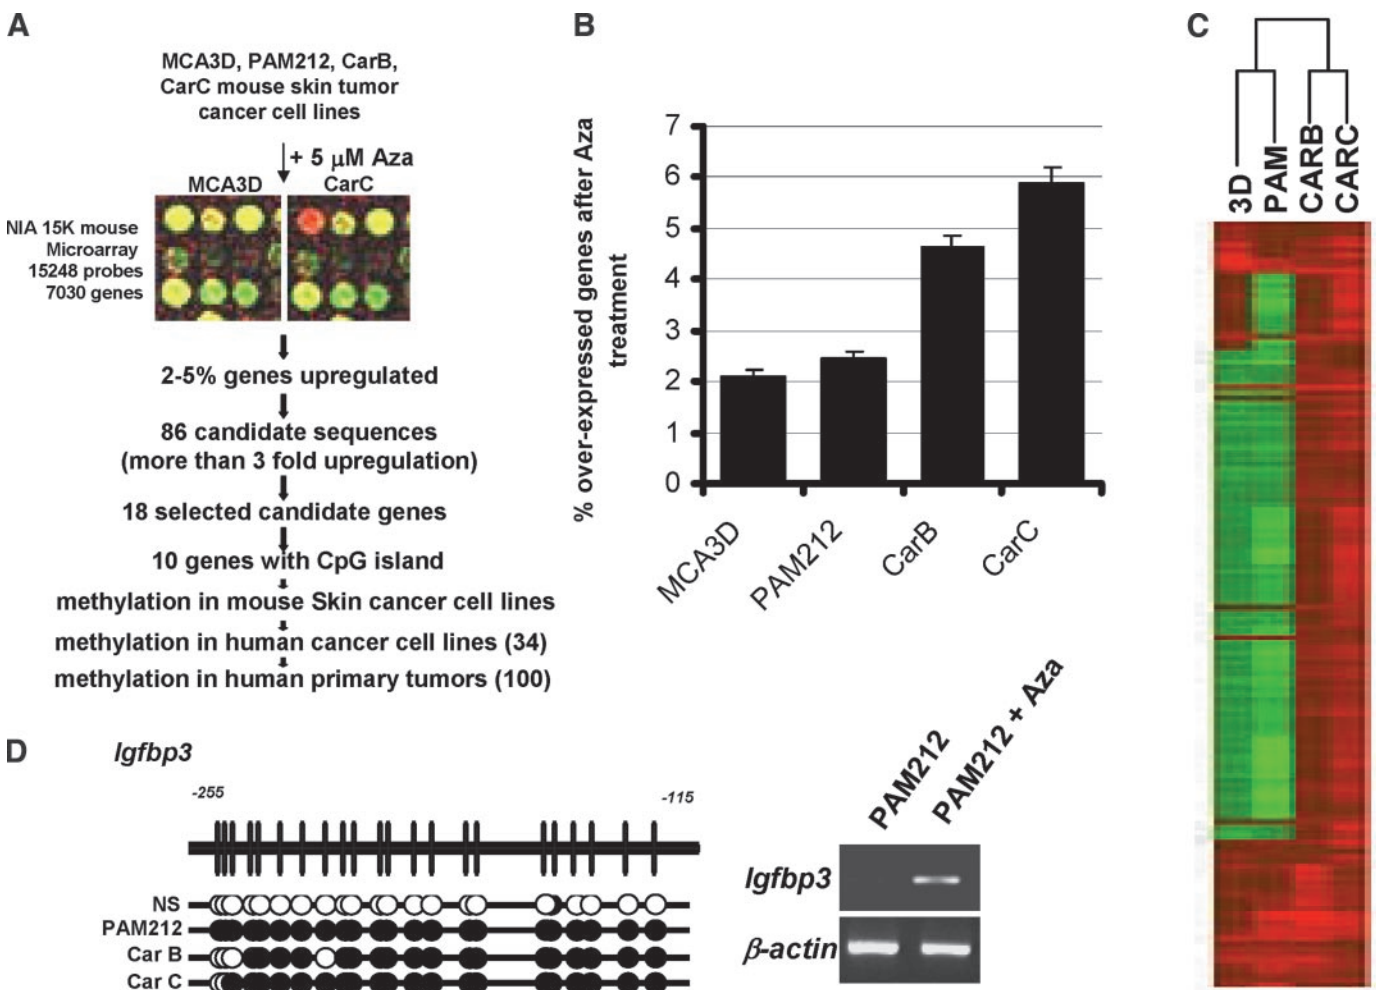 A
MCA3D, PAM212, CarB,
CarC mouse skin tumor
cancer cell lines
+ 5 μM Aza
MCA3D CarC
NIA 15K mouse
Microarray
15248 probes
7030 genes
2-5% genes upregulated
86 candidate sequences
(more than 3 fold upregulation)
18 selected candidate genes
10 genes with CpG island
methylation in mouse Skin cancer cell lines
methylation in human cancer cell lines (34)
methylation in human primary tumors (100)
B
% over-expressed genes after Aza
treatment
7
6
5
4
3
2
1
0
MCA3D
PAM212
CarB
CarC
C
3D
PAM
CARB
CARC
D
Igfbp3
-255
-115
NS
PAM212
Car B
Car C
PAM212
PAM212 + Aza
Igfbp3
β-actin